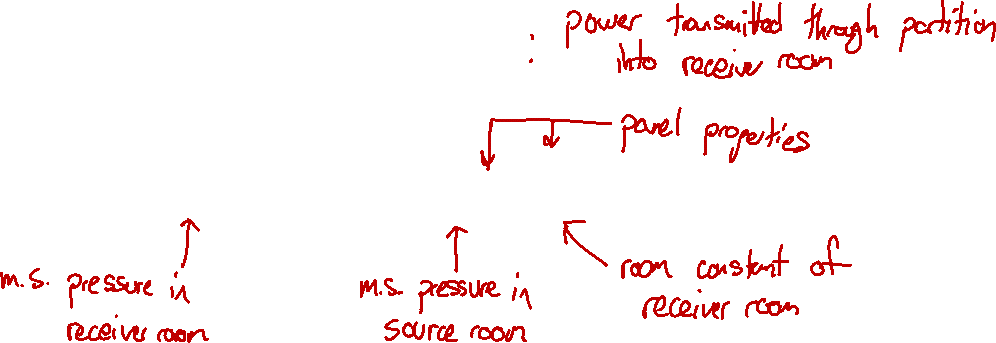 : power transmitted through partition
into receiver room
panel properties
m.s. pressure in
receiver room
m.s. pressure in
source room
room constant of
receiver room